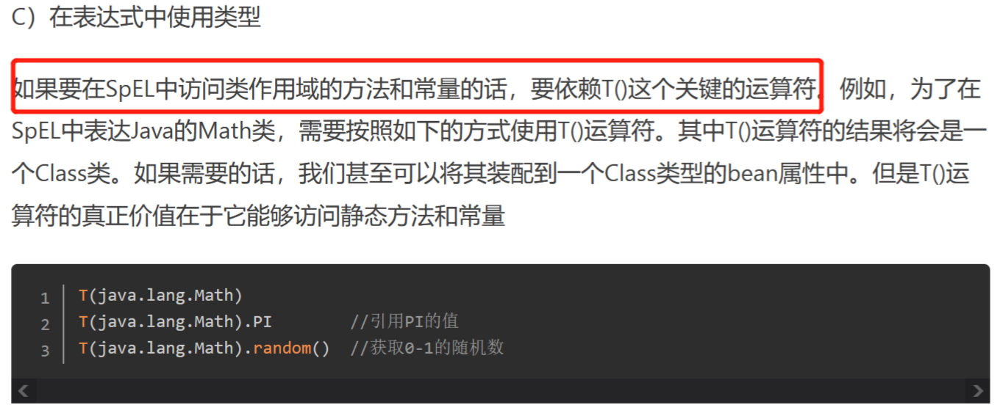 C）在表达式中使用类型
如果要在SpEL中访问类作用域的方法和常量的话，要依赖T()这个关键的运算符。例如，为了在
SpEL中表达Java的Math类，需要按照如下的方式使用T()运算符。其中T()运算符的结果将会是一
个Class类。如果需要的话，我们甚至可以将其装配到一个Class类型的bean属性中。但是T()运
算符的真正价值在于它能够访问静态方法和常量
1 T(java.lang.Math)
2 T(java.lang.Math).PI //引用PI的值
3 T(java.lang.Math).random() //获取0-1的随机数